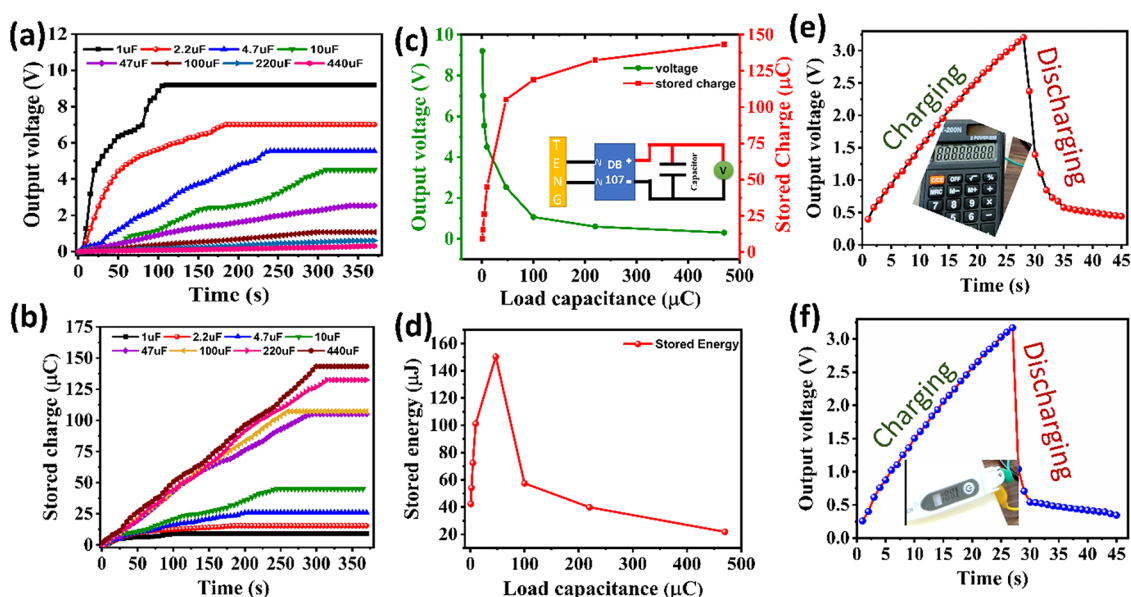 (a)
Output voltage (V)
12
10
8
6
4
2
0
1uF 2.2uF 4.7uF 10uF
47uF 100uF 220uF 440uF
0 50 100 150 200 250 300 350
Time (s)
(b)
Stored charge (μC)
175
150
125
100
75
50
25
0
1uF 2.2uF 4.7uF 10uF
47uF 100uF 220uF 440uF
0 50 100 150 200 250 300 350
Time (s)
(c)
Output voltage (V)
10
8
6
4
2
0
voltage
stored charge
TENG
N
N
DB
107
+
-
Capacitor
V
150
125
100
75
50
25
0
Stored Charge (μC)
0 100 200 300 400 500
Load capacitance (μC)
(d)
Stored energy (μJ)
160
140
120
100
80
60
40
20
Stored Energy
0 100 200 300 400 500
Load capacitance (μC)
(e)
Output voltage (V)
3.0
2.5
2.0
1.5
1.0
0.5
0.0
Charging
Discharging
0 5 10 15 20 25 30 35 40 45
Time (s)
(f)
Output voltage (V)
3.0
2.5
2.0
1.5
1.0
0.5
0.0
Charging
Discharging
0 5 10 15 20 25 30 35 40 45
Time (s)